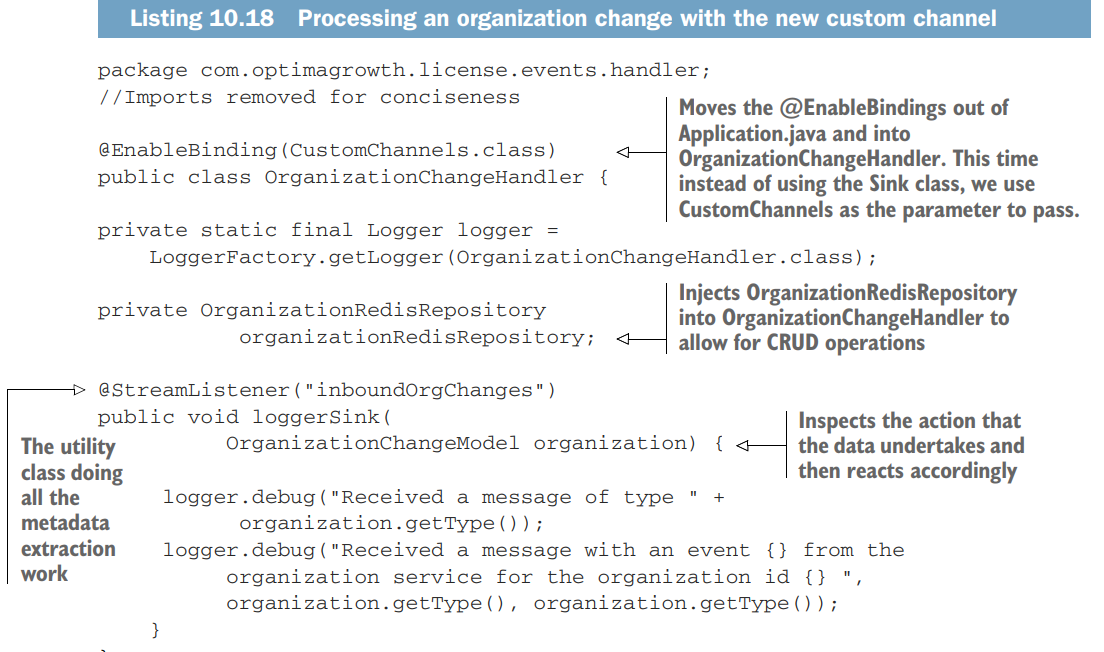 Listing 10.18 Processing an organization change with the new custom channel
package com.optimagrowth.license.events.handler;
//Imports removed for conciseness
@EnableBinding(CustomChannels.class)
public class OrganizationChangeHandler {
Moves the @EnableBindings out of
Application.java and into
OrganizationChangeHandler. This time
instead of using the Sink class, we use
CustomChannels as the parameter to pass.
private static final Logger logger =
LoggerFactory.getLogger(OrganizationChangeHandler.class);
private OrganizationRedisRepository
organizationRedisRepository;
Injects OrganizationRedisRepository
into OrganizationChangeHandler to
allow for CRUD operations
@StreamListener("inboundOrgChanges")
public void loggerSink(
OrganizationChangeModel organization) {
Inspects the action that
the data undertakes and
then reacts accordingly
The utility
class doing
all the
metadata
extraction
work
logger.debug("Received a message of type " +
organization.getType());
logger.debug("Received a message with an event {} from the
organization service for the organization id {} ",
organization.getType(), organization.getType());
}